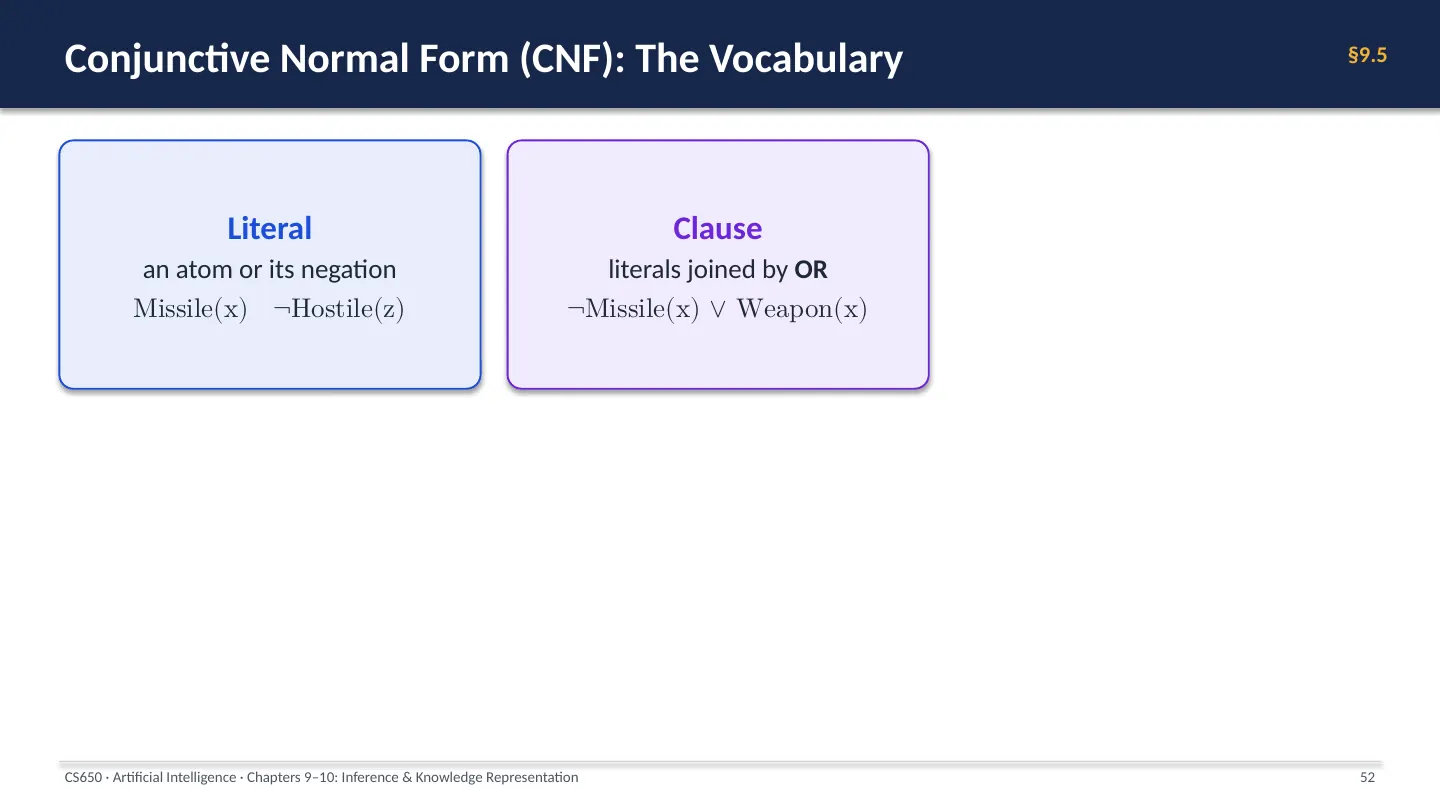 Conjunctive Normal Form (CNF): The Vocabulary
§9.5
Literal
an atom or its negation
Missile(x) ¬Hostile(z)
Clause
literals joined by OR
¬Missile(x) ∨ Weapon(x)
CS650 · Artificial Intelligence · Chapters 9–10: Inference & Knowledge Representation
52